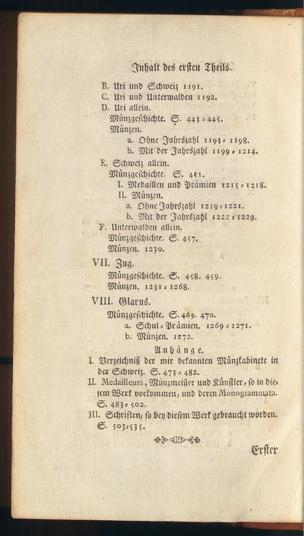 Inhalt des ersten Theils.
B. Uri und Schweiz 1191.
C. Uri und Unterwalden 1192.
D. Uri allein.
Münzgeschichte. S. 443=445.
Münzen.
a. Ohne Jahrszahl 1193=1198.
b. Mit der Jahrszahl 1199=1214.
E. Schweiz allein.
Münzgeschichte. S. 451.
I. Medaillen und Prämien 1215=1218.
II. Münzen.
a. Ohne Jahrszahl 1219=1221.
b. Mit der Jahrszahl 1222=1229.
F. Unterwalden allein.
Münzgeschichte. S. 457.
Münzen. 1230.
VII. Zug.
Münzgeschichte. S. 458. 459.
Münzen. 1231=1268.
VIII. Glarus.
Münzgeschichte. S. 469. 470.
a. Schul=Prämien. 1269=1271.
b. Münzen. 1272.
Anhänge.
I. Verzeichniß der mir bekannten Münzkabinete in
der Schweiz. S. 473=482.
II. Medailleurs, Münzmeister und Künstler, so in die=
sem Werk vorkommen, und deren Monogrammata.
S. 483=502.
III. Schriften, so bey diesem Werk gebraucht worden.
S. 503=535.
Erster